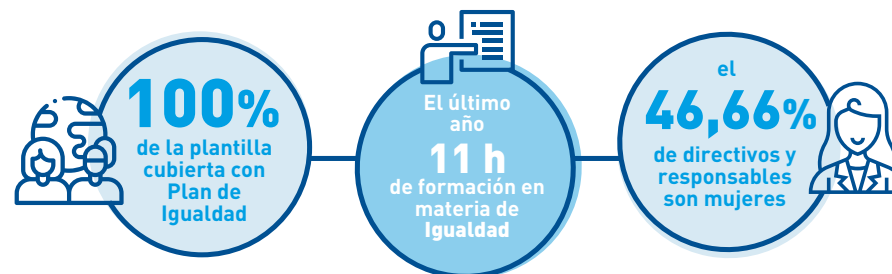 100%
de la plantilla
cubierta con
Plan de
Igualdad
El último
año
11 h
de formación en
materia de
Igualdad
el
46,66%
de directivos y
responsables
son mujeres